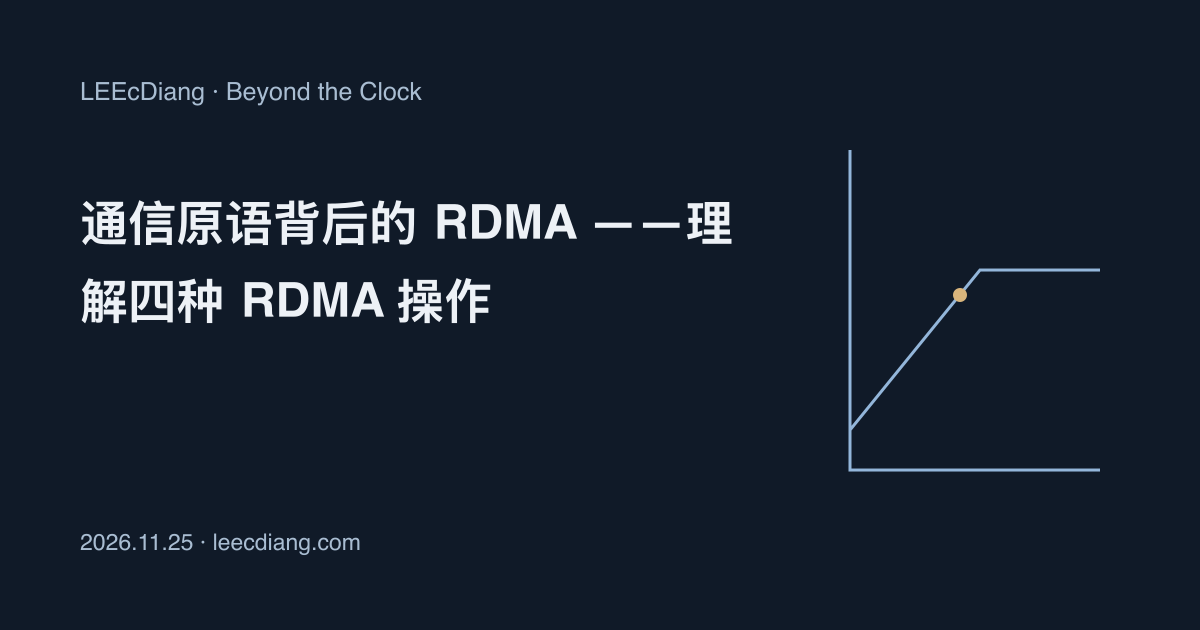 LEEcDiang · Beyond the Clock
通信原语背后的 RDMA ——理
解四种 RDMA 操作
2026.11.25 · leecdiang.com